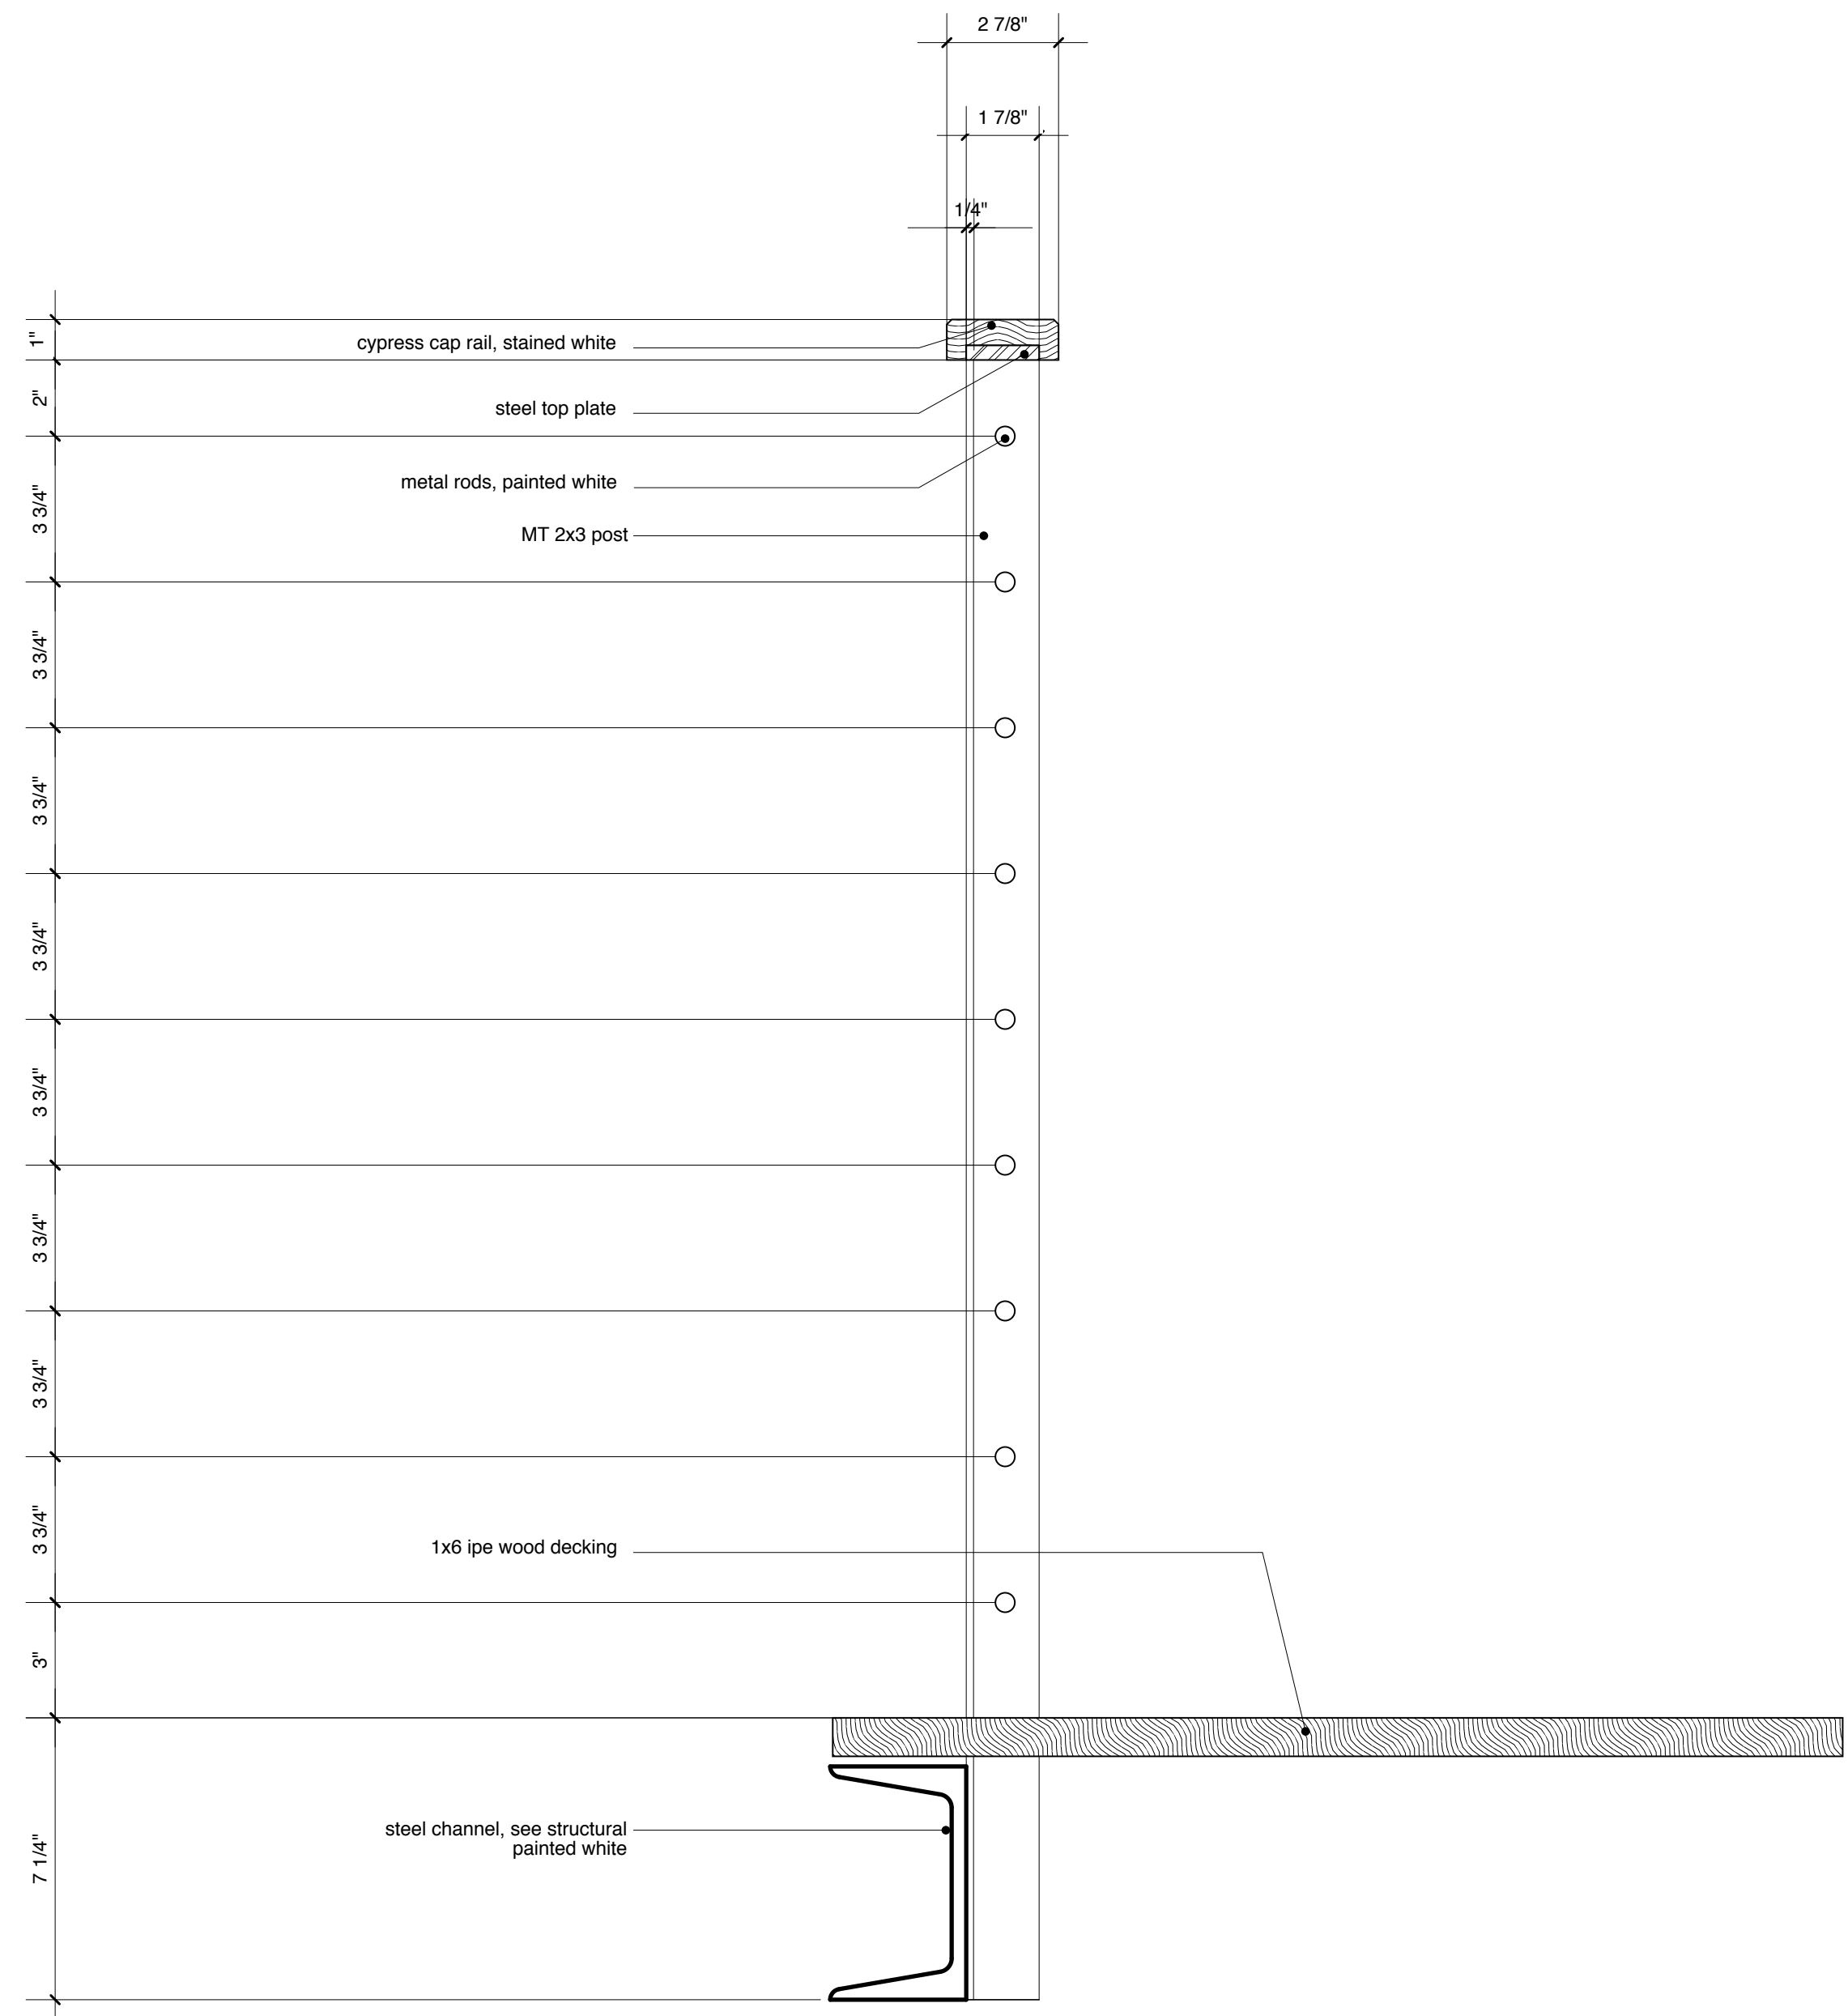 2 7/8"
1 7/8"
1/4"
1"
cypress cap rail, stained white
2"
steel top plate
metal rods, painted white
3 3/4"
MT 2x3 post
3 3/4"
3 3/4"
3 3/4"
3 3/4"
3 3/4"
3 3/4"
3 3/4"
1x6 ipe wood decking
3"
steel channel, see structural
painted white
7 1/4"